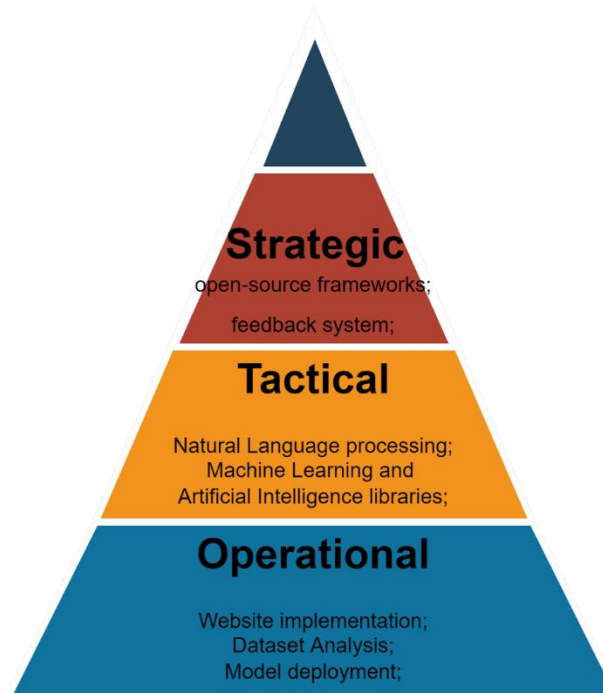 Strategic
open-source frameworks;
feedback system;
Tactical
Natural Language processing;
Machine Learning and
Artificial Intelligence libraries;
Operational
Website implementation;
Dataset Analysis;
Model deployment;